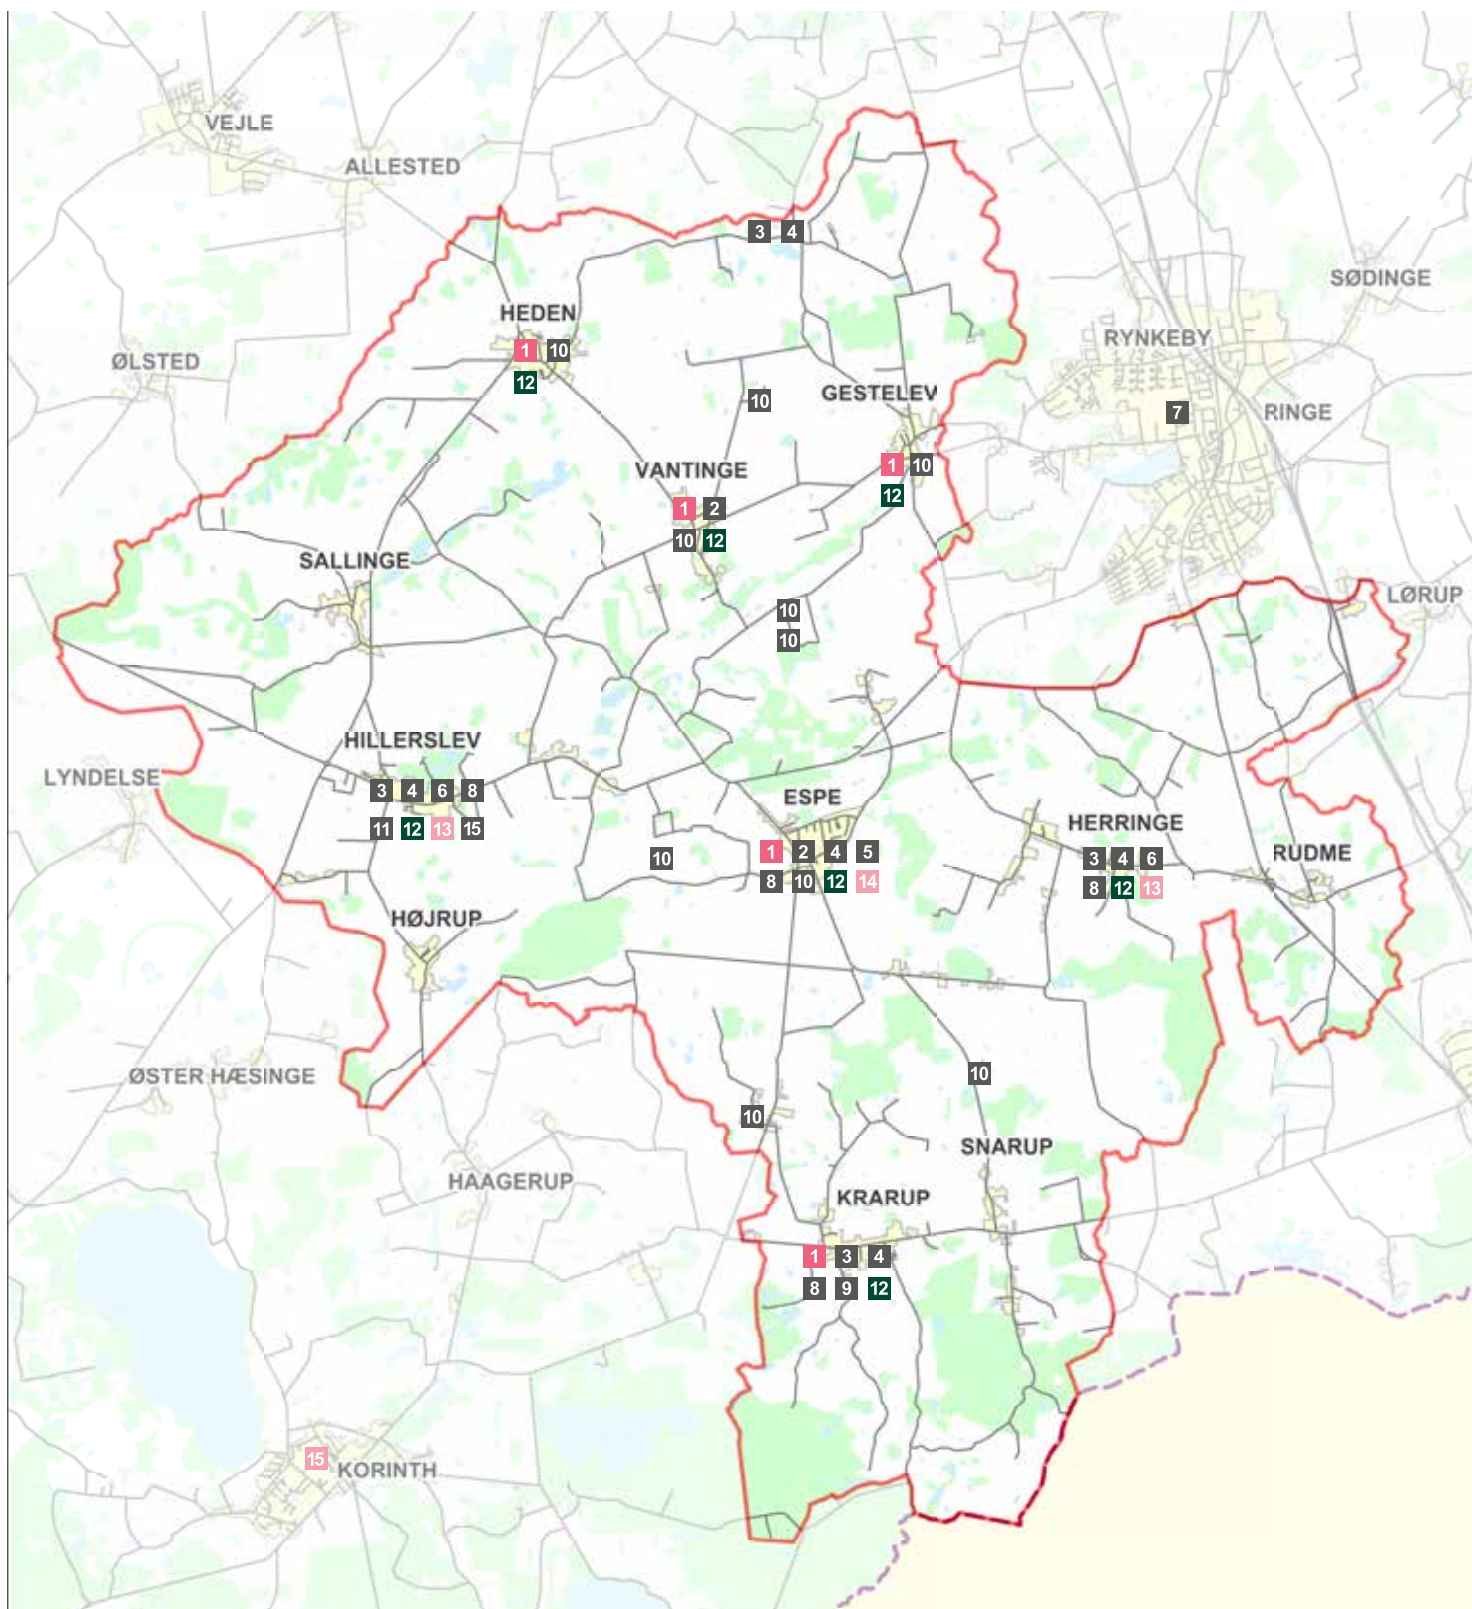 VEJLE
ALLESTED
3 4
SØDINGE
HEDEN
RYNKEBY
1 10
12
ØLSTED
10
GESTELEV
7
RINGE
VANTINGE
1 10
12
1 2
10 12
SALLINGE
LØRUP
10
10
HILLERSLEV
LYNDELSE
3 4 6 8
11 12 13 15
ESPE
HERRINGE
10
1 2 4 5
8 10 12 14
3 4 6
8 12 13
RUDME
HØJRUP
ØSTER HÆSINGE
10
10
SNARUP
HAAGERUP
KRARUP
1 3 4
8 9 12
15
KORINTH